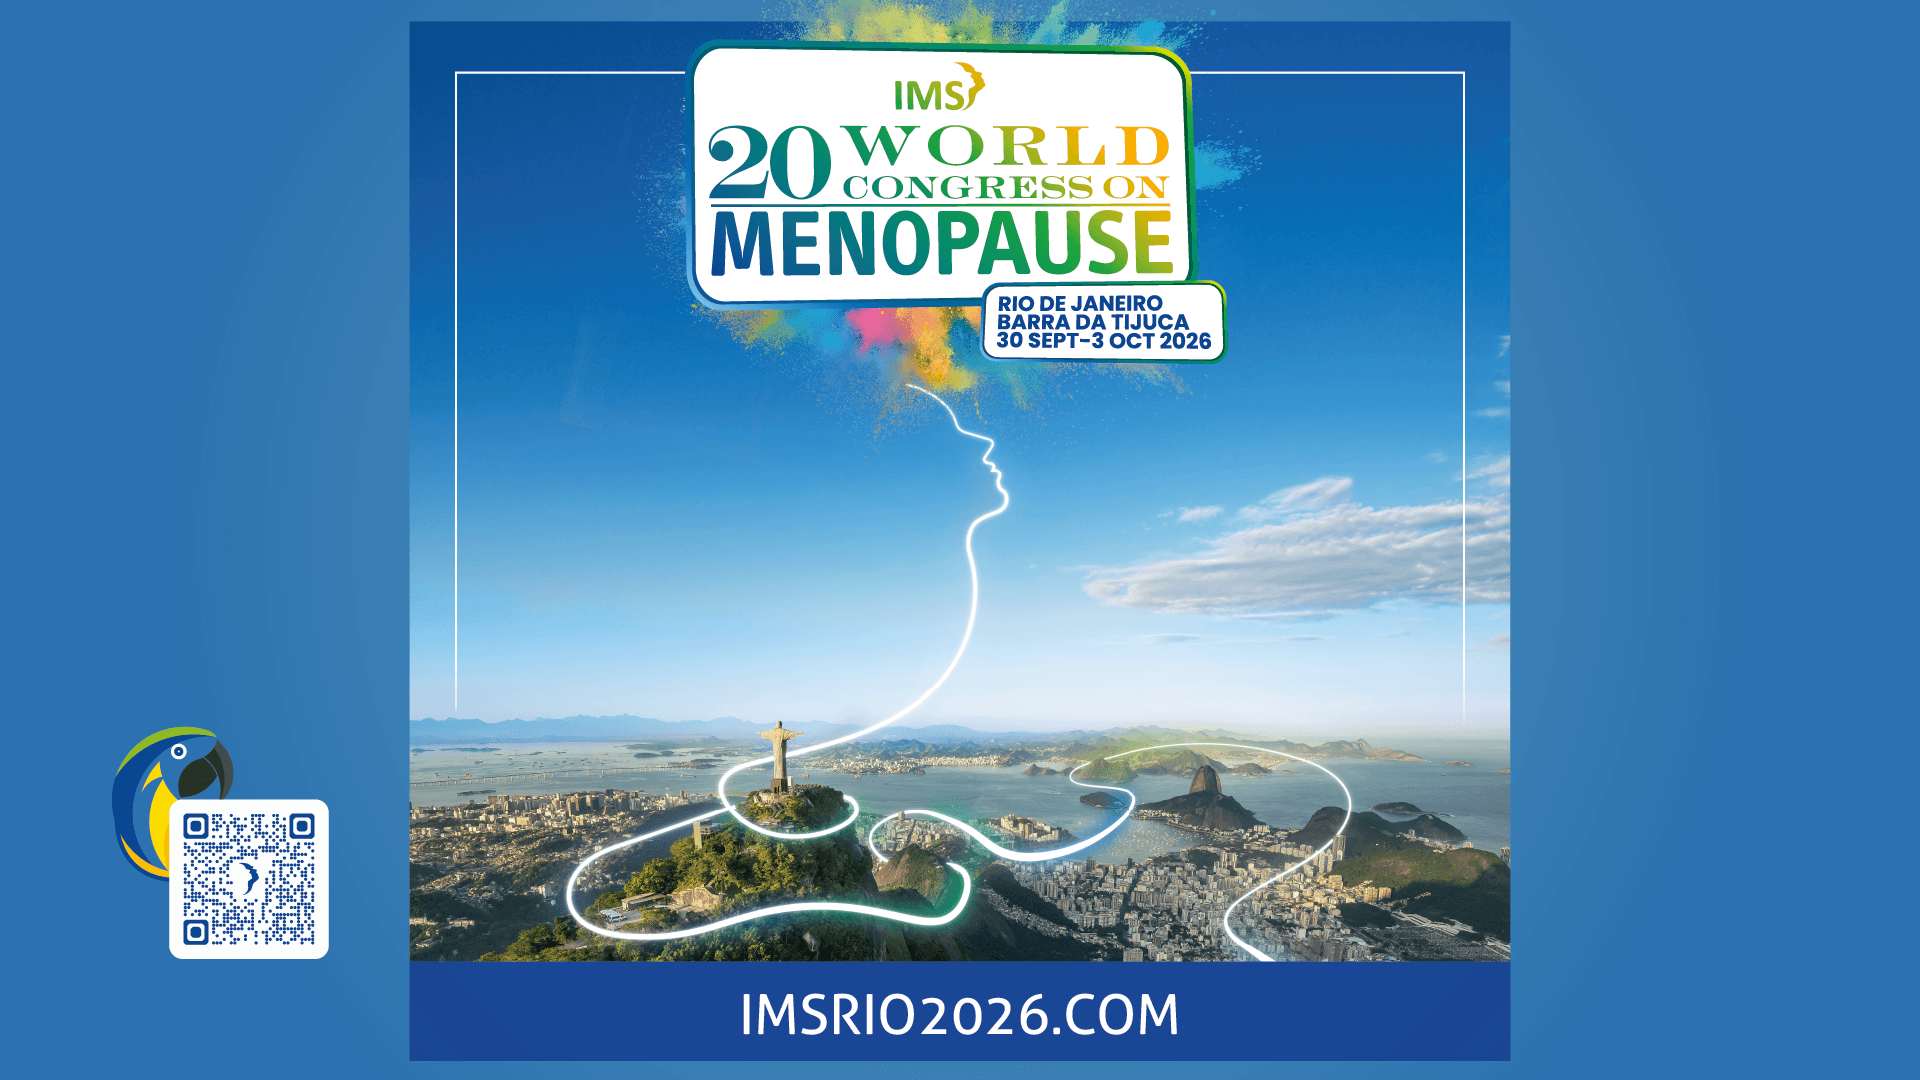 IMS
20 WORLD
CONGRESS ON
MENOPAUSE
RIO DE JANEIRO
BARRA DA TIJUCA
30 SEPT-3 OCT 2026
IMSRIO2026.COM